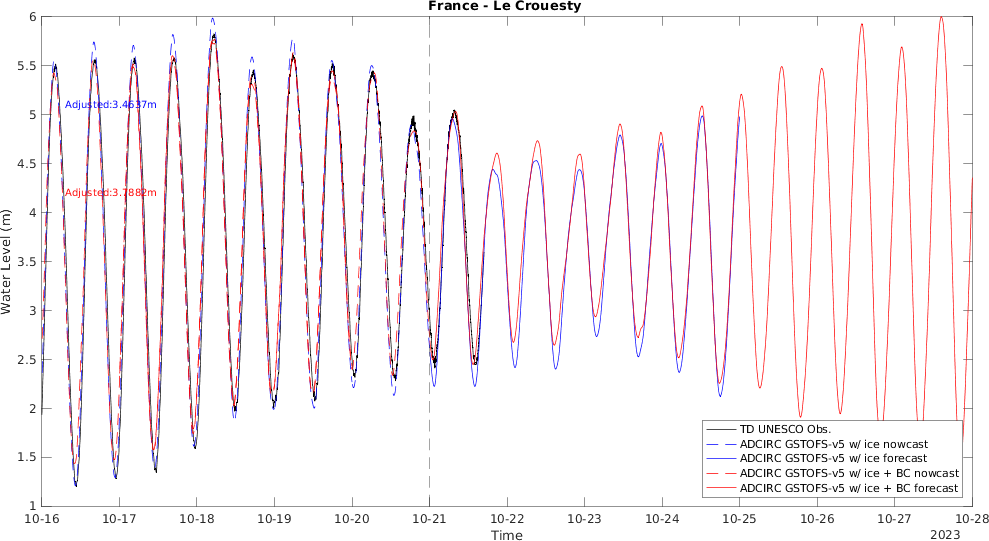 France - Le Crouesty
6
5.5
5
4.5
4
3.5
3
2.5
2
1.5
1
Water Level (m)
Adjusted:3.4637m
Adjusted:3.7882m
TD UNESCO Obs.
ADCIRC GSTOFS-v5 w/ ice nowcast
ADCIRC GSTOFS-v5 w/ ice forecast
ADCIRC GSTOFS-v5 w/ ice + BC nowcast
ADCIRC GSTOFS-v5 w/ ice + BC forecast
10-16 10-17 10-18 10-19 10-20 10-21 10-22 10-23 10-24 10-25 10-26 10-27 10-28
Time
2023